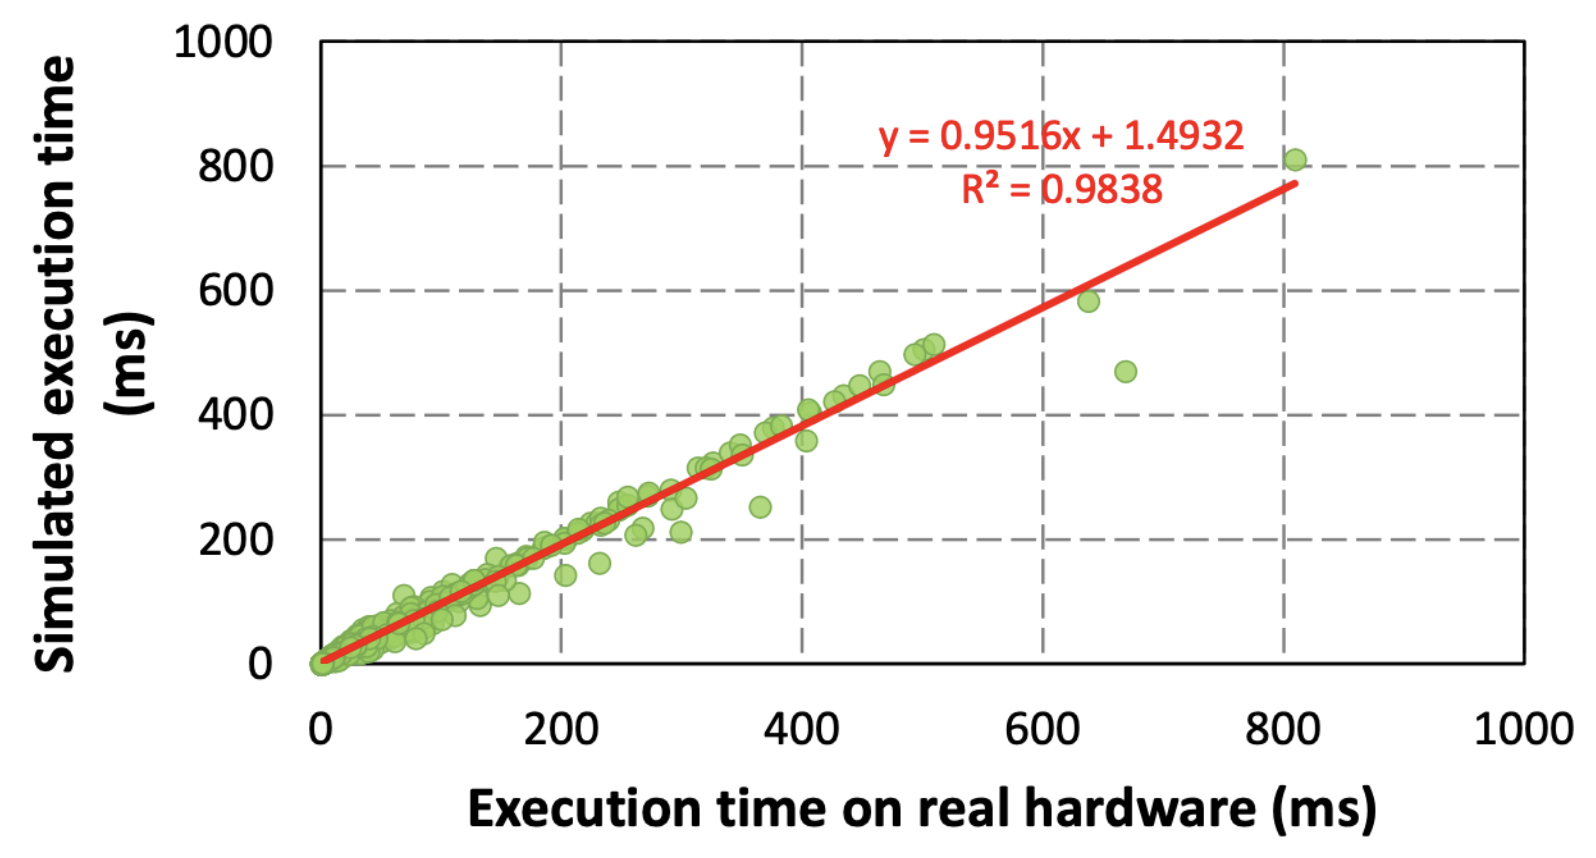 Simulated execution time
(ms)
1000
800
600
400
200
0
y = 0.9516x + 1.4932
R² = 0.9838
0 200 400 600 800 1000
Execution time on real hardware (ms)